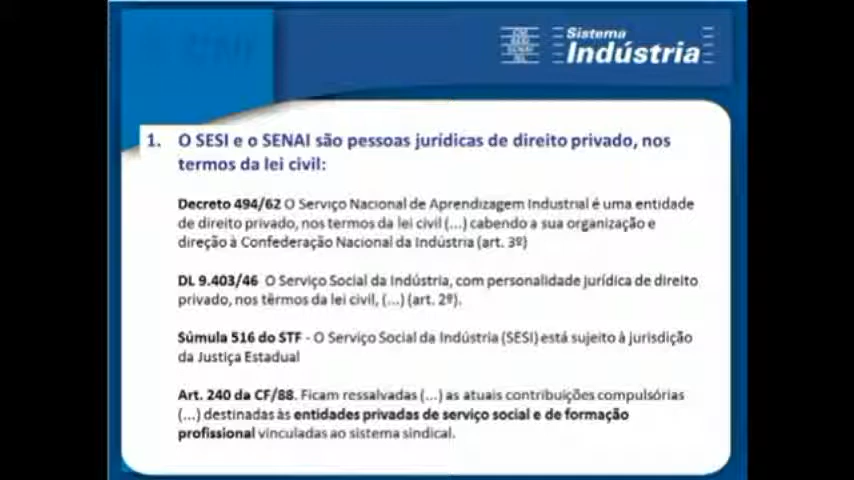 Sistema
Indústria
1. O SESI e o SENAI são pessoas jurídicas de direito privado, nos
termos da lei civil:
Decreto 494/62 O Serviço Nacional de Aprendizagem Industrial é uma entidade
de direito privado, nos termos da lei civil (...) cabendo a sua organização e
direção à Confederação Nacional da Indústria (art. 3º)
DL 9.403/46 O Serviço Social da Indústria, com personalidade jurídica de direito
privado, nos têrmos da lei civil, (...) (art. 2º).
Súmula 516 do STF - O Serviço Social da Indústria (SESI) está sujeito à jurisdição
da Justiça Estadual
Art. 240 da CF/88. Ficam ressalvadas (...) as atuais contribuições compulsórias
(...) destinadas às entidades privadas de serviço social e de formação
profissional vinculadas ao sistema sindical.